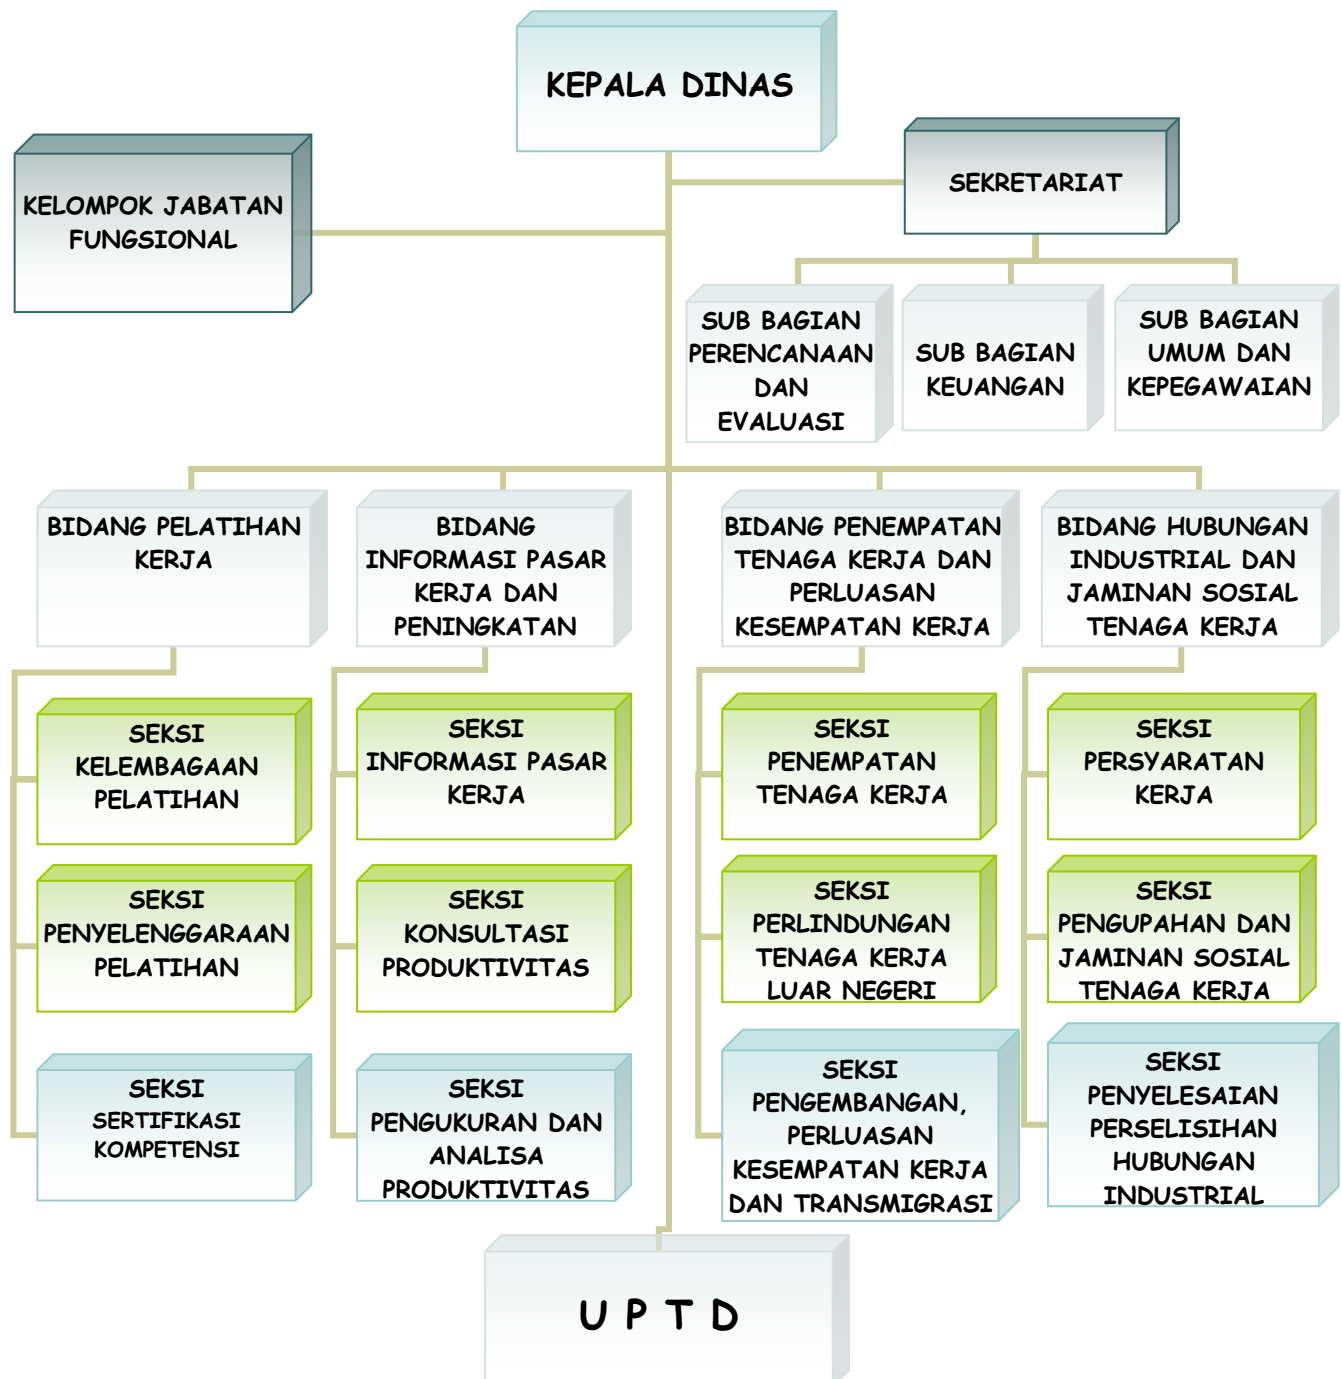 KEPALA DINAS
KELOMPOK JABATAN
FUNGSIONAL
SEKRETARIAT
SUB BAGIAN
PERENCANAAN
DAN
EVALUASI
SUB BAGIAN
KEUANGAN
SUB BAGIAN
UMUM DAN
KEPEGAWAIAN
BIDANG PELATIHAN
KERJA
BIDANG
INFORMASI PASAR
KERJA DAN
PENINGKATAN
BIDANG PENEMPATAN
TENAGA KERJA DAN
PERLUASAN
KESEMPATAN KERJA
BIDANG HUBUNGAN
INDUSTRIAL DAN
JAMINAN SOSIAL
TENAGA KERJA
SEKSI
KELEMBAGAAN
PELATIHAN
SEKSI
INFORMASI PASAR
KERJA
SEKSI
PENEMPATAN
TENAGA KERJA
SEKSI
PERSYARATAN
KERJA
SEKSI
PENYELENGGARAAN
PELATIHAN
SEKSI
KONSULTASI
PRODUKTIVITAS
SEKSI
PERLINDUNGAN
TENAGA KERJA
LUAR NEGERI
SEKSI
PENGUPAHAN DAN
JAMINAN SOSIAL
TENAGA KERJA
SEKSI
SERTIFIKASI
KOMPETENSI
SEKSI
PENGUKURAN DAN
ANALISA
PRODUKTIVITAS
SEKSI
PENGEMBANGAN,
PERLUASAN
KESEMPATAN KERJA
DAN TRANSMIGRASI
SEKSI
PENYELESAIAN
PERSELISIHAN
HUBUNGAN
INDUSTRIAL
U P T D